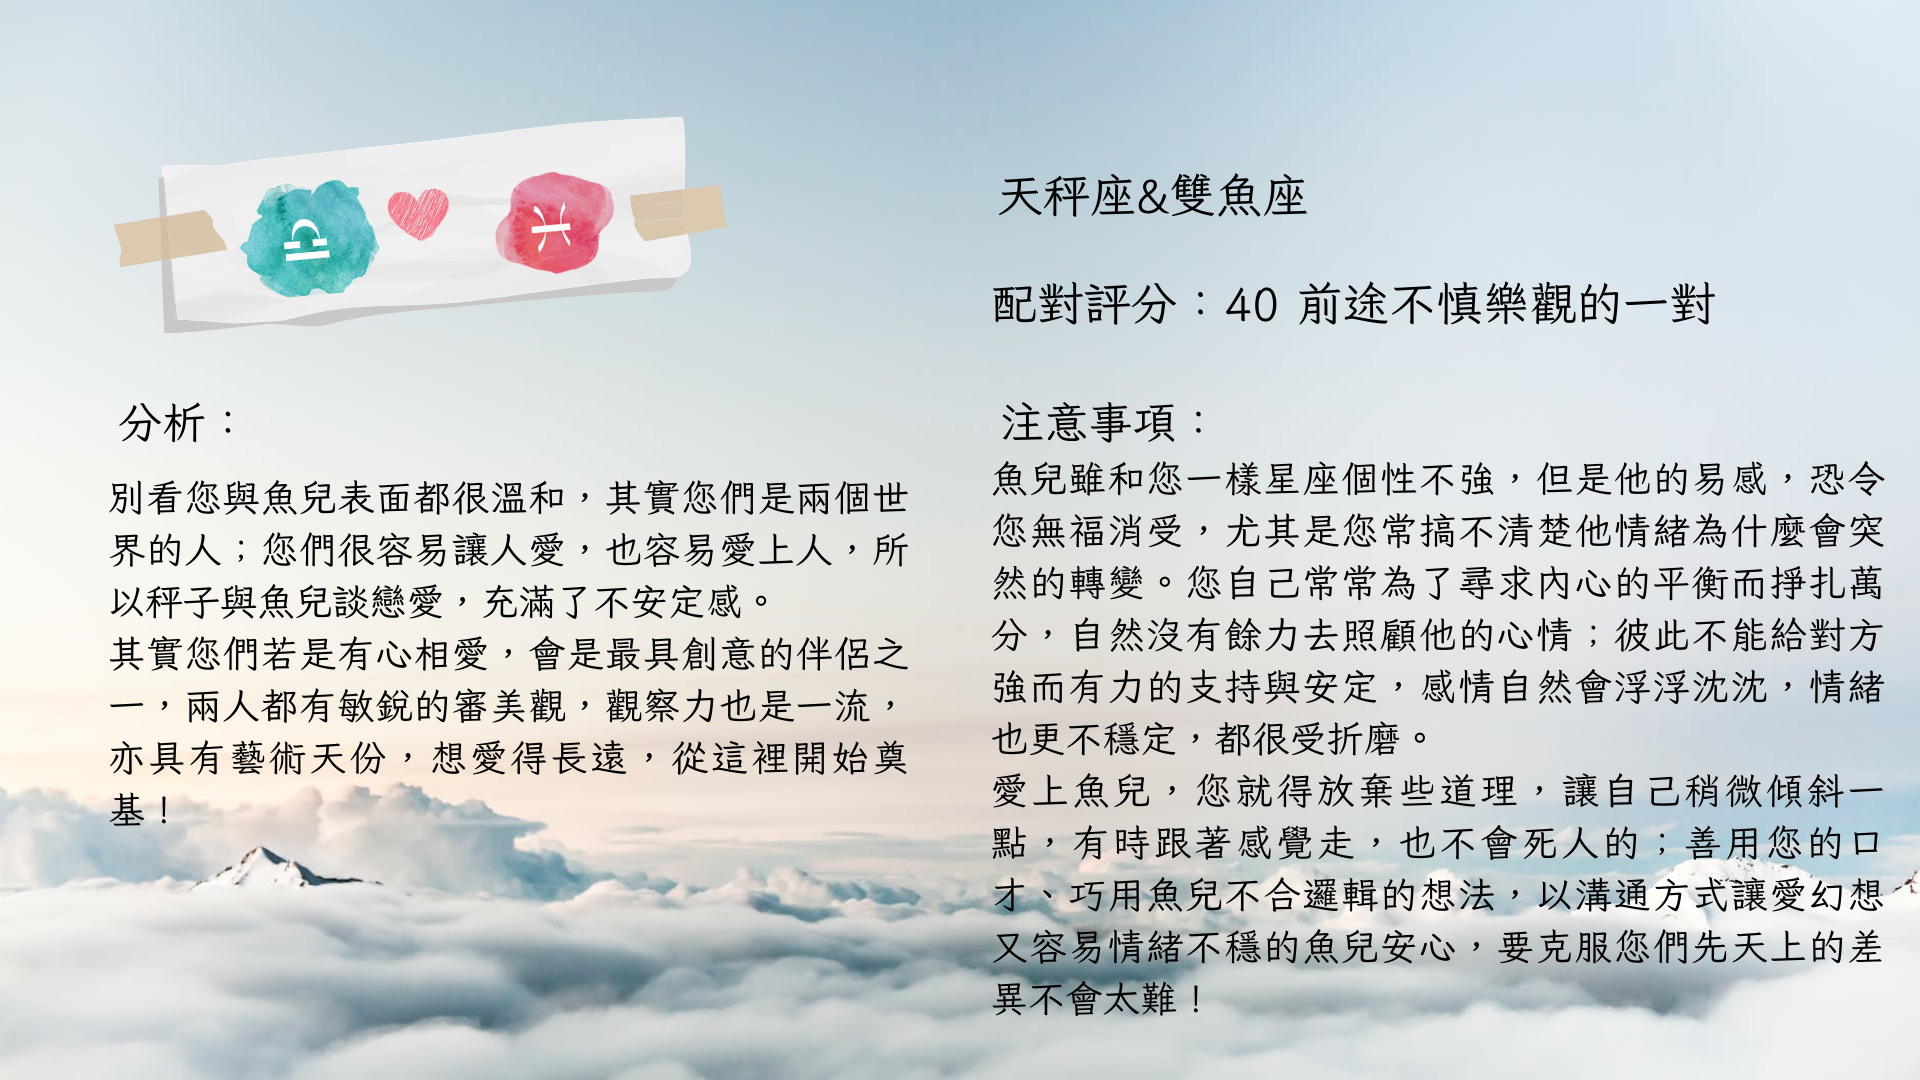 天秤座&雙魚座
配對評分：40 前途不慎樂觀的一對
分析：
別看您與魚兒表面都很溫和，其實您們是兩個世
界的人；您們很容易讓人愛，也容易愛上人，所
以秤子與魚兒談戀愛，充滿了不安定感。
其實您們若是有心相愛，會是最具創意的伴侶之
一，兩人都有敏銳的審美觀，觀察力也是一流，
亦具有藝術天份，想愛得長遠，從這裡開始奠
基！
注意事項：
魚兒雖和您一樣星座個性不強，但是他的易感，恐令
您無福消受，尤其是您常搞不清楚他情緒為什麼會突
然的轉變。您自己常常為了尋求內心的平衡而掙扎萬
分，自然沒有餘力去照顧他的心情；彼此不能給對方
強而有力的支持與安定，感情自然會浮浮沈沈，情緒
也更不穩定，都很受折磨。
愛上魚兒，您就得放棄些道理，讓自己稍微傾斜一
點，有時跟著感覺走，也不會死人的；善用您的口
才、巧用魚兒不合邏輯的想法，以溝通方式讓愛幻想
又容易情緒不穩的魚兒安心，要克服您們先天上的差
異不會太難！